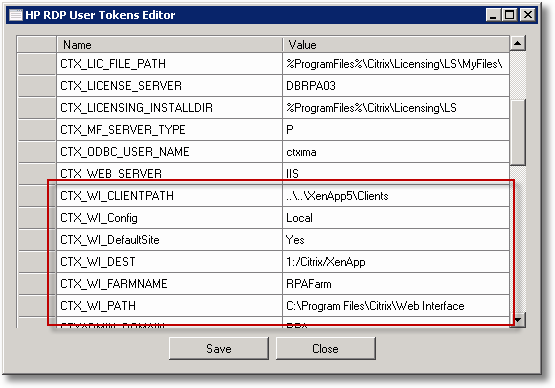 HP RDP User Tokens Editor
Name Value
CTX_LIC_FILE_PATH %ProgramFiles%\Citrix\Licensing\LS\MyFiles\
CTX_LICENSE_SERVER DBRPA03
CTX_LICENSING_INSTALLDIR %ProgramFiles%\Citrix\Licensing\LS
CTX_MF_SERVER_TYPE P
CTX_ODBC_USER_NAME ctxima
CTX_WEB_SERVER IIS
CTX_WI_CLIENTPATH ..\..\XenApp5\Clients
CTX_WI_Config Local
CTX_WI_DefaultSite Yes
CTX_WI_DEST 1:/Citrix/XenApp
CTX_WI_FARMNAME RPAFarm
CTX_WI_PATH C:\Program Files\Citrix\Web Interface
CTXADMIN_DOMAIN RPA
Save Close